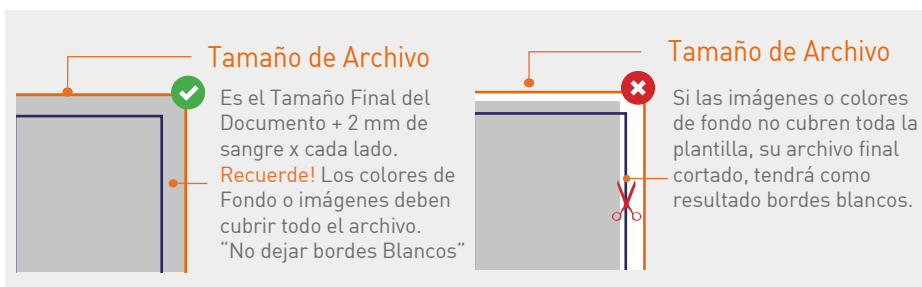 Tamaño de Archivo
Es el Tamaño Final del
Documento + 2 mm de
sangre x cada lado.
Recuerde! Los colores de
Fondo o imágenes deben
cubrir todo el archivo.
“No dejar bordes Blancos”
Tamaño de Archivo
Si las imágenes o colores
de fondo no cubren toda la
plantilla, su archivo final
cortado, tendrá como
resultado bordes blancos.